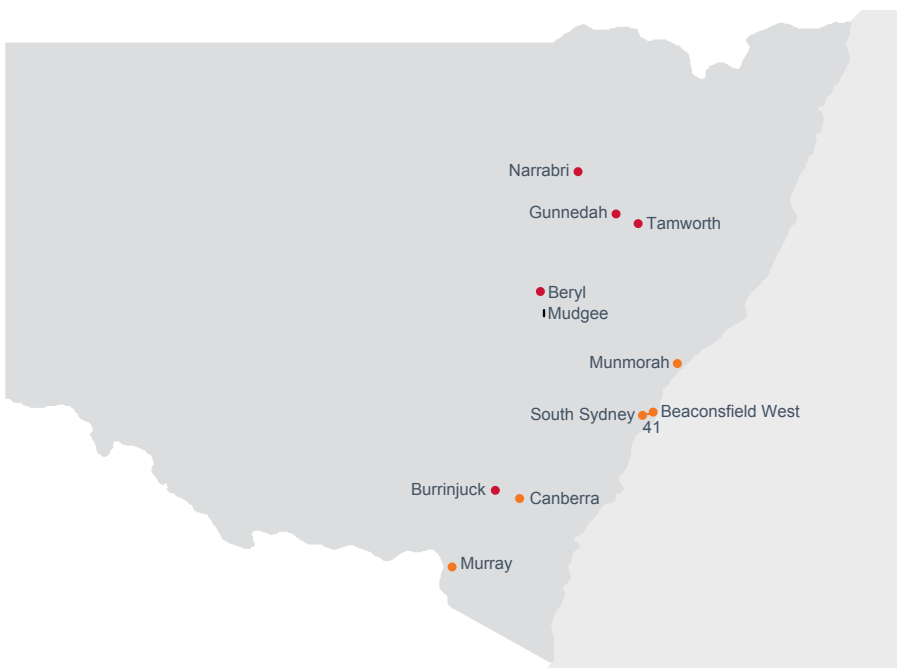 Narrabri
Gunnedah
Tamworth
Beryl
Mudgee
Munmorah
South Sydney
Beaconsfield West
41
Burrinjuck
Canberra
Murray